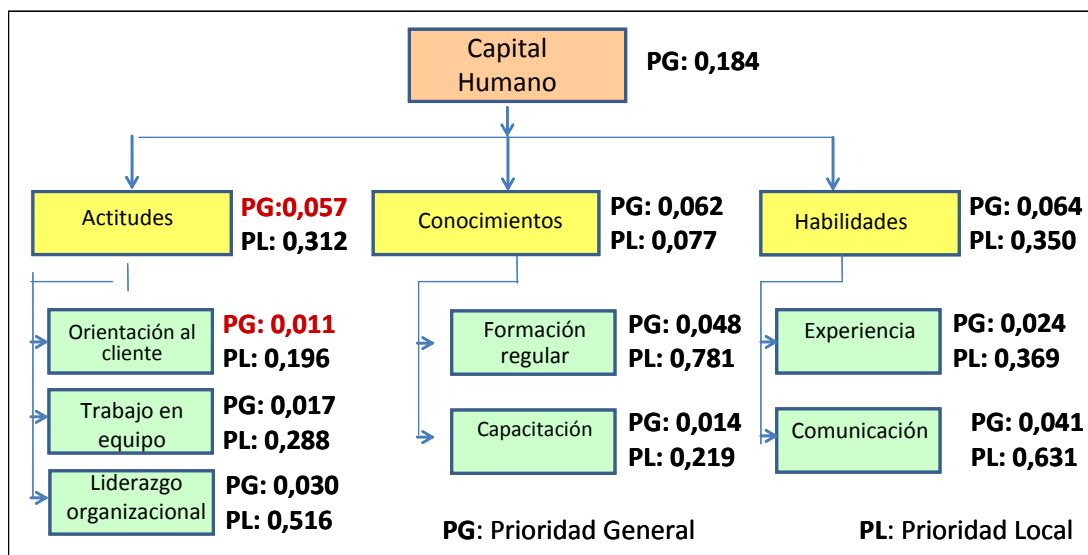 Capital
Humano
PG: 0,184
Actitudes
PG:0,057
PL: 0,312
Conocimientos
PG: 0,062
PL: 0,077
Habilidades
PG: 0,064
PL: 0,350
Orientación al
cliente
PG: 0,011
PL: 0,196
Trabajo en
equipo
PG: 0,017
PL: 0,288
Liderazgo
organizacional
PG: 0,030
PL: 0,516
Formación
regular
PG: 0,048
PL: 0,781
Capacitación
PG: 0,014
PL: 0,219
Experiencia
PG: 0,024
PL: 0,369
Comunicación
PG: 0,041
PL: 0,631
PG: Prioridad General
PL: Prioridad Local